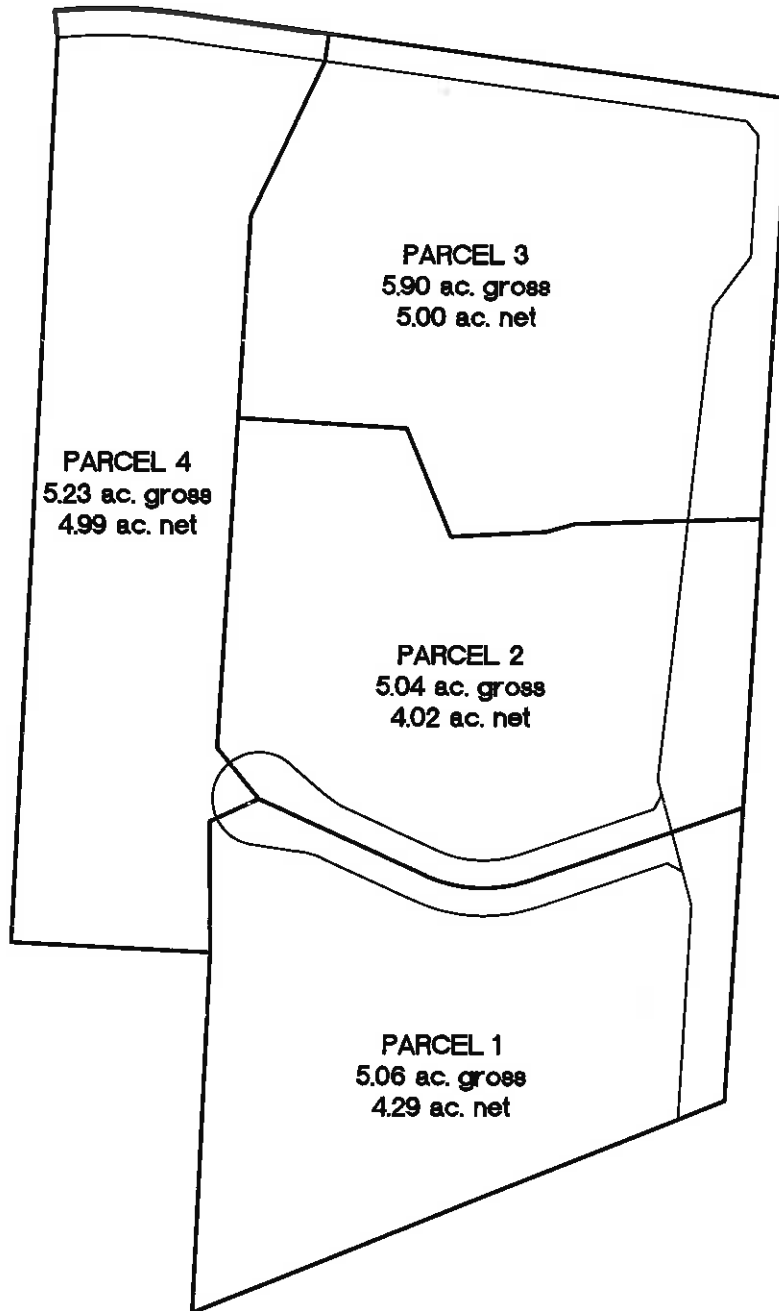 PARCEL 3
5.90 ac. gross
5.00 ac. net
PARCEL 4
5.23 ac. gross
4.99 ac. net
PARCEL 2
5.04 ac. gross
4.02 ac. net
PARCEL 1
5.06 ac. gross
4.29 ac. net